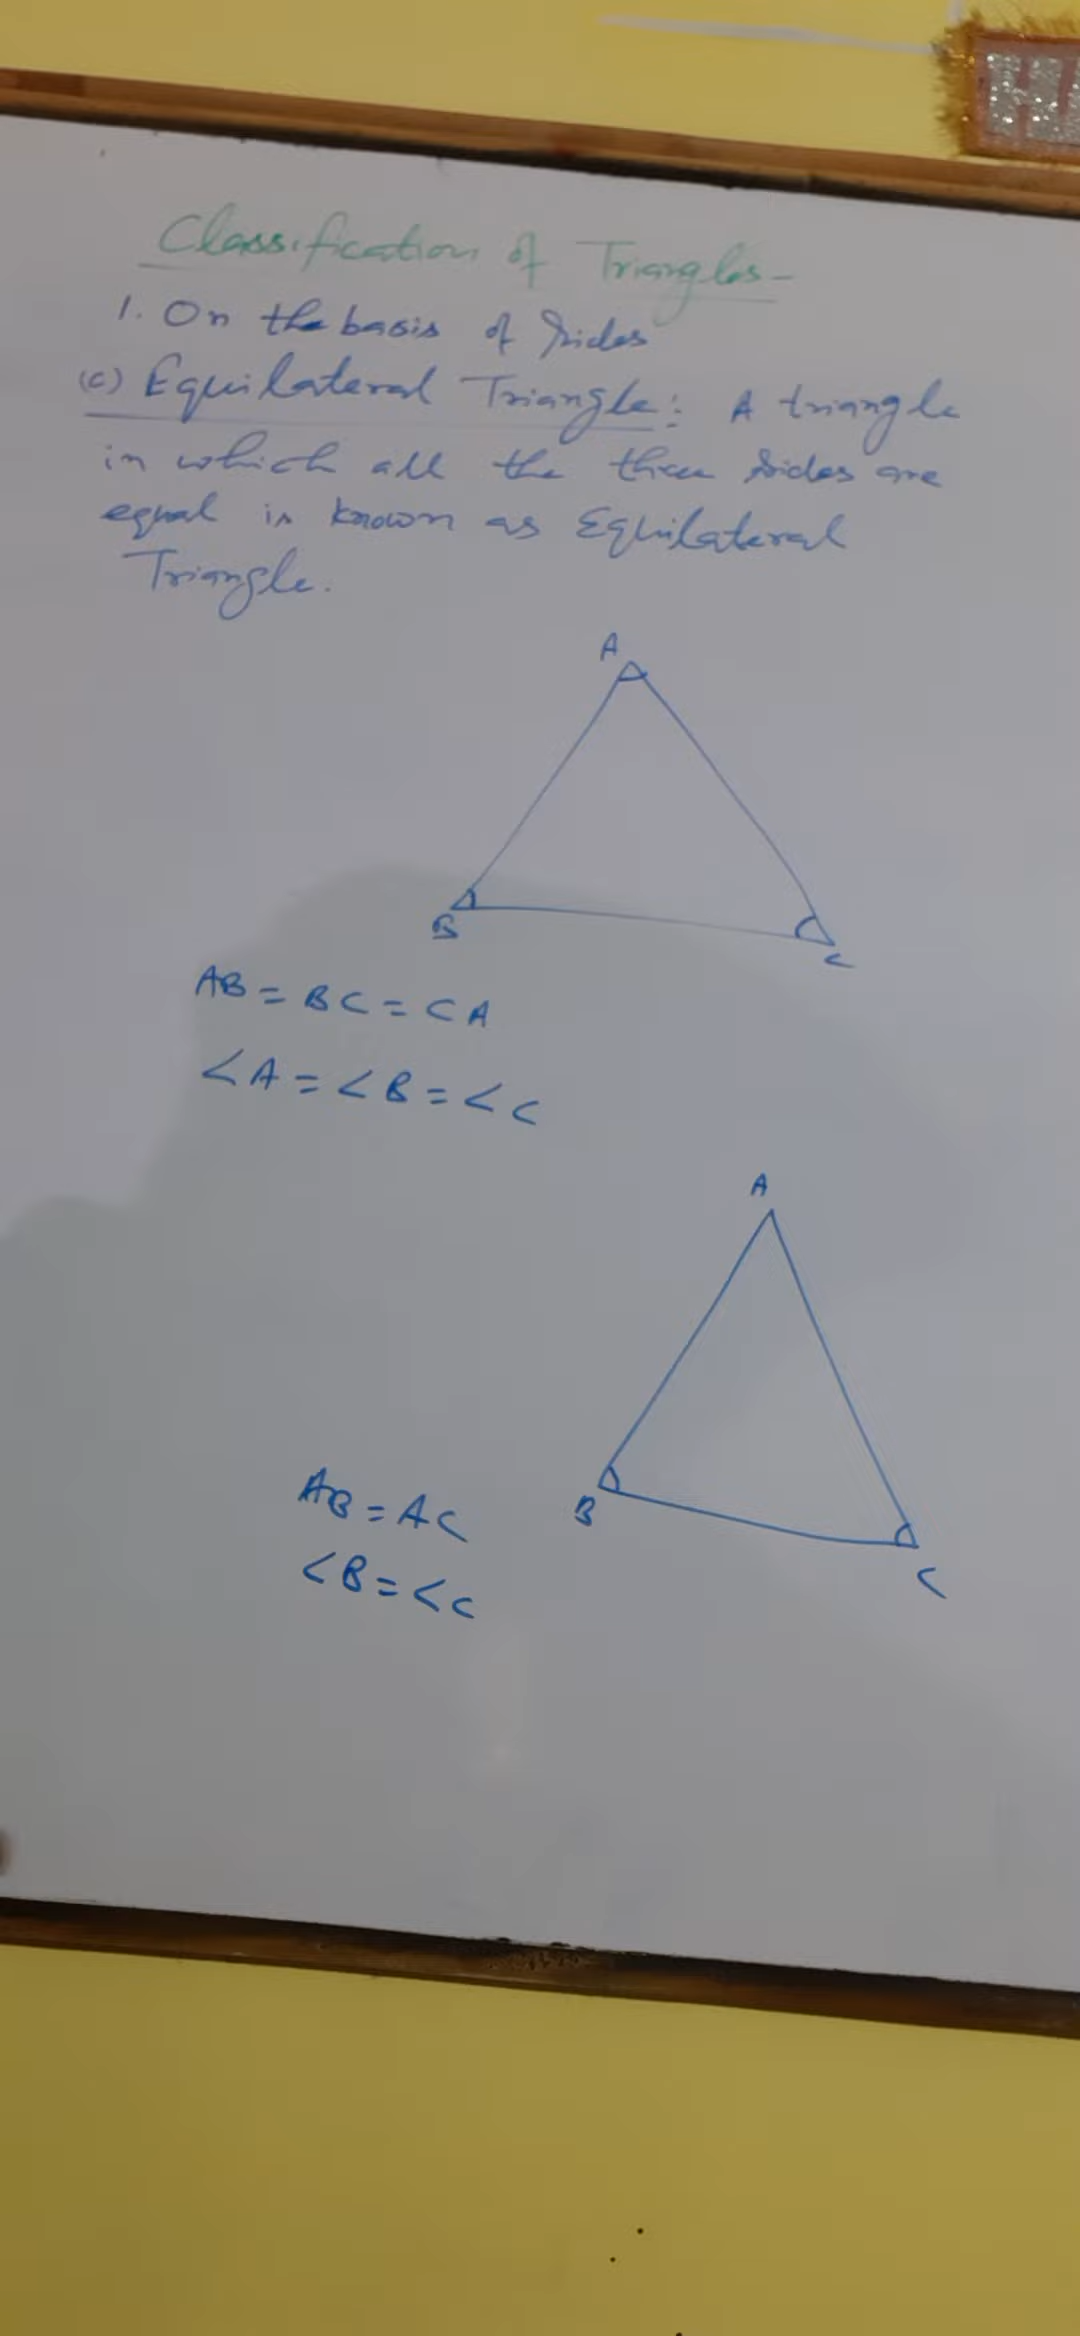 HA
Classification of Triangles-
1. On the basis of sides
(c) Equilateral Triangle: A triangle
in which all the three sides are
equal is known as Equilateral
Triangle.
A
B
C
AB = BC = CA
∠A = ∠B = ∠C
A
B
C
AB = AC
∠B = ∠C